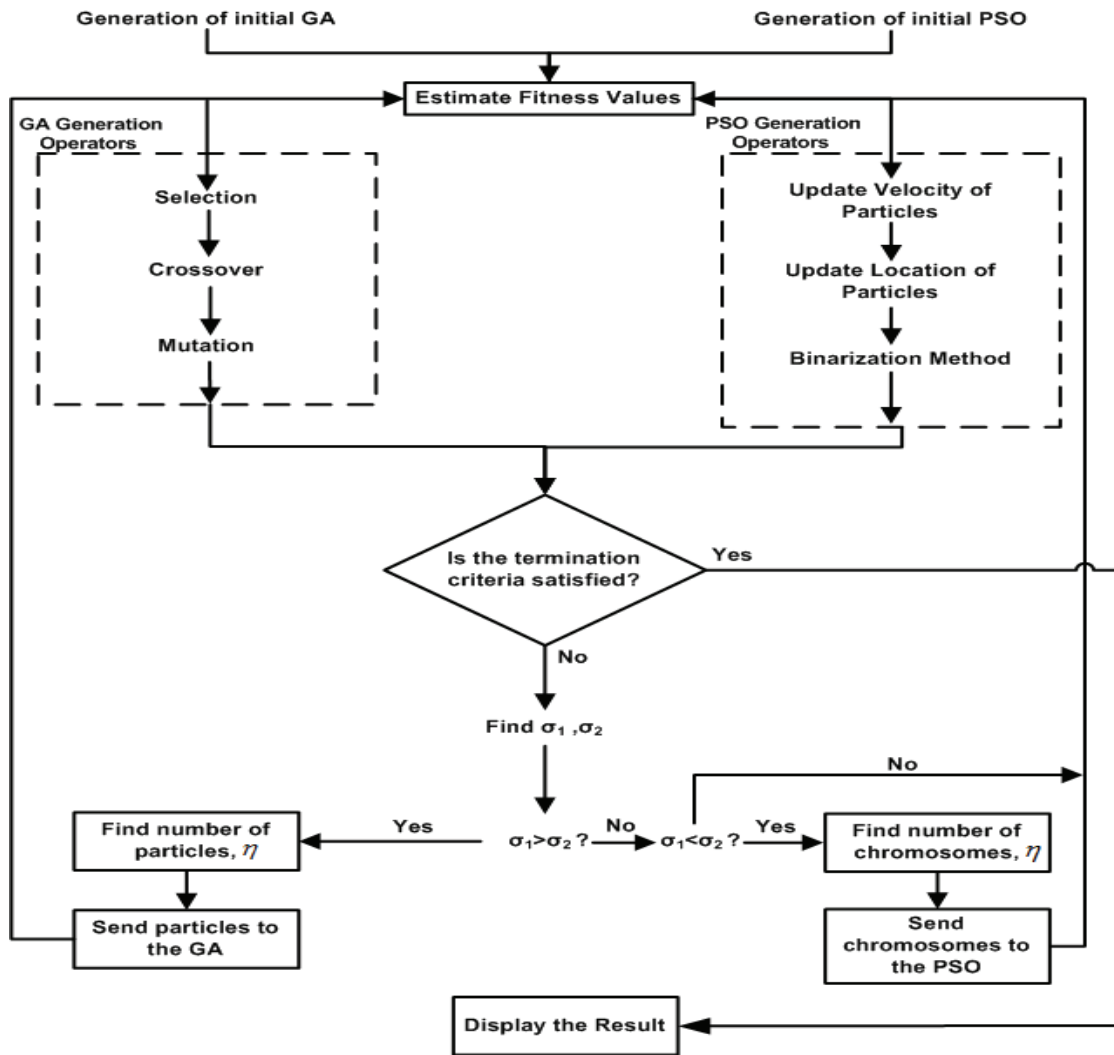 Generation of initial GA
Generation of initial PSO
Estimate Fitness Values
GA Generation
Operators
PSO Generation
Operators
Selection
Crossover
Mutation
Update Velocity of
Particles
Update Location of
Particles
Binarization Method
Is the termination
criteria satisfied?
Yes
No
Find σ₁ ,σ₂
No
Yes
σ₁>σ₂ ?
No
σ₁<σ₂ ?
Yes
Find number of
particles, η
Find number of
chromosomes, η
Send particles to
the GA
Send
chromosomes to
the PSO
Display the Result